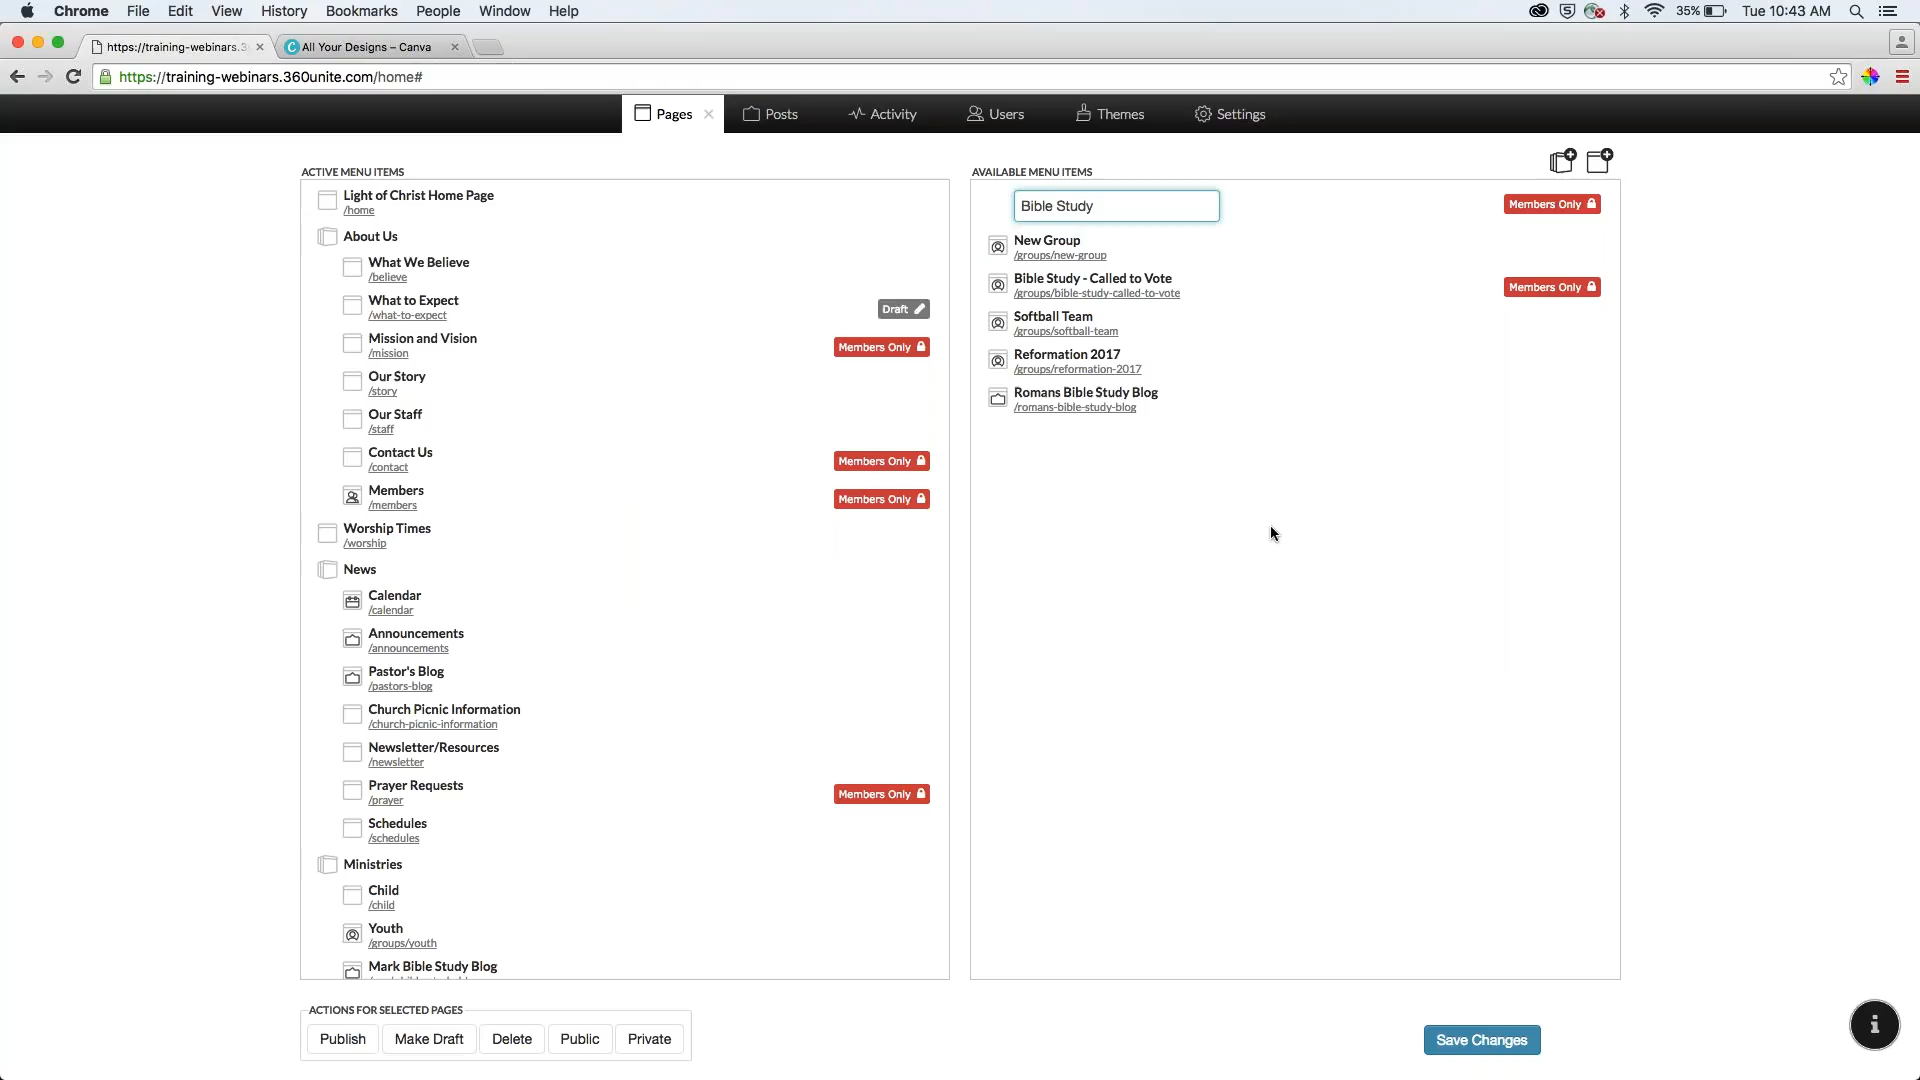 Chrome File Edit View History Bookmarks People Window Help
35% Tue 10:43 AM
https://training-webinars.3
All Your Designs – Canva
https://training-webinars.360unite.com/home#
Pages Posts Activity Users Themes Settings
ACTIVE MENU ITEMS
Light of Christ Home Page
/home
About Us
What We Believe
/believe
What to Expect
/what-to-expect
Draft
Mission and Vision
/mission
Members Only
Our Story
/story
Our Staff
/staff
Contact Us
/contact
Members Only
Members
/members
Members Only
Worship Times
/worship
News
Calendar
/calendar
Announcements
/announcements
Pastor's Blog
/pastors-blog
Church Picnic Information
/church-picnic-information
Newsletter/Resources
/newsletter
Prayer Requests
/prayer
Members Only
Schedules
/schedules
Ministries
Child
/child
Youth
/groups/youth
Mark Bible Study Blog
AVAILABLE MENU ITEMS
Bible Study
Members Only
New Group
/groups/new-group
Bible Study - Called to Vote
/groups/bible-study-called-to-vote
Members Only
Softball Team
/groups/softball-team
Reformation 2017
/groups/reformation-2017
Romans Bible Study Blog
/romans-bible-study-blog
ACTIONS FOR SELECTED PAGES
Publish Make Draft Delete Public Private
Save Changes